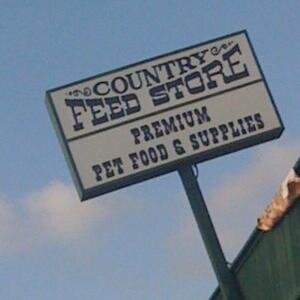 COUNTRY
FEED STORE
PREMIUM
PET FOOD & SUPPLIES